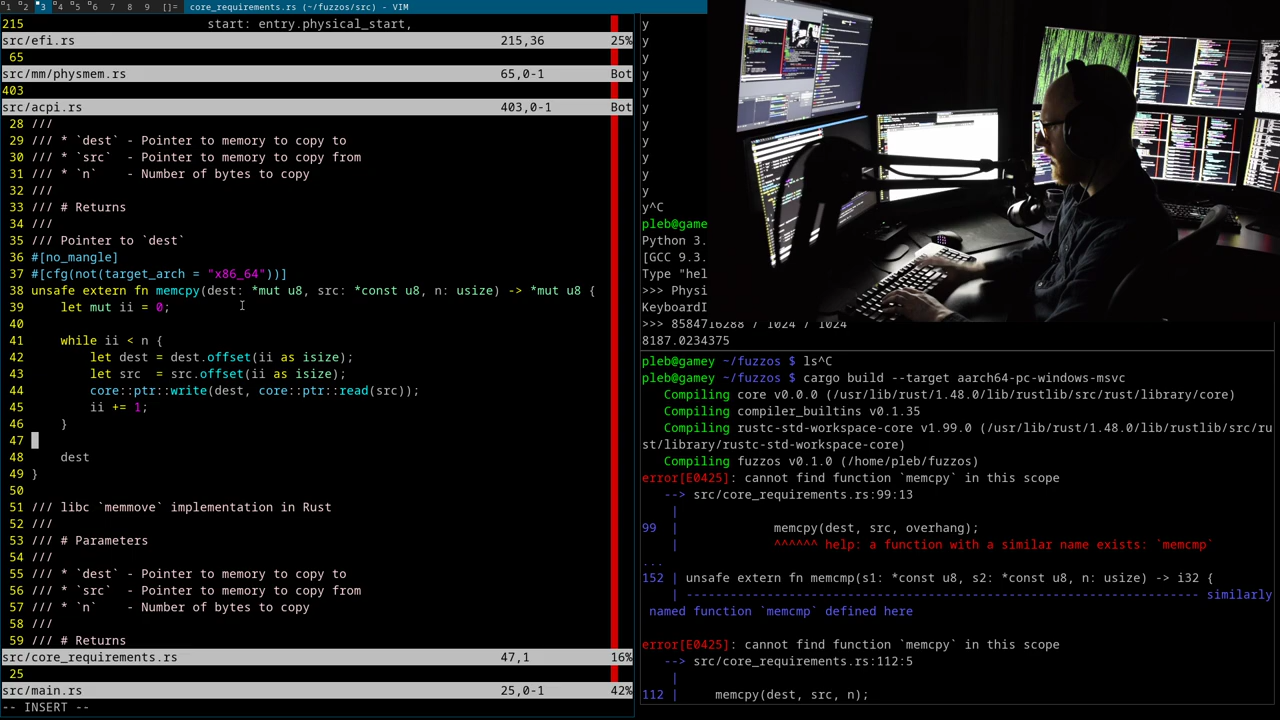 1 2 3 4 5 6 7 8 9 []= core_requirements.rs (~/fuzzos/src) - VIM
215 start: entry.physical_start,
src/efi.rs 215,36 25%
65
src/mm/physmem.rs 65,0-1 Bot
403
src/acpi.rs 403,0-1 Bot
28 ///
29 /// * `dest` - Pointer to memory to copy to
30 /// * `src` - Pointer to memory to copy from
31 /// * `n` - Number of bytes to copy
32 ///
33 /// # Returns
34 ///
35 /// Pointer to `dest`
36 #[no_mangle]
37 #[cfg(not(target_arch = "x86_64"))]
38 unsafe extern fn memcpy(dest: *mut u8, src: *const u8, n: usize) -> *mut u8 {
39 let mut ii = 0;
40
41 while ii < n {
42 let dest = dest.offset(ii as isize);
43 let src = src.offset(ii as isize);
44 core::ptr::write(dest, core::ptr::read(src));
45 ii += 1;
46 }
47
48 dest
49 }
50
51 /// libc `memmove` implementation in Rust
52 ///
53 /// # Parameters
54 ///
55 /// * `dest` - Pointer to memory to copy to
56 /// * `src` - Pointer to memory to copy from
57 /// * `n` - Number of bytes to copy
58 ///
59 /// # Returns
src/core_requirements.rs 47,1 16%
25
src/main.rs 25,0-1 42%
-- INSERT --
y
y
y
y
y
y
y
y
y
y
y
y^C
pleb@game
Python 3.
[GCC 9.3.
Type "hel
>>> Physi
KeyboardI
>>> 8584716288 / 1024 / 1024
8187.0234375
pleb@gamey ~/fuzzos $ ls^C
pleb@gamey ~/fuzzos $ cargo build --target aarch64-pc-windows-msvc
Compiling core v0.0.0 (/usr/lib/rust/1.48.0/lib/rustlib/src/rust/library/core)
Compiling compiler_builtins v0.1.35
Compiling rustc-std-workspace-core v1.99.0 (/usr/lib/rust/1.48.0/lib/rustlib/src/ru
st/library/rustc-std-workspace-core)
Compiling fuzzos v0.1.0 (/home/pleb/fuzzos)
error[E0425]: cannot find function `memcpy` in this scope
--> src/core_requirements.rs:99:13
|
99 | memcpy(dest, src, overhang);
| ^^^^^^ help: a function with a similar name exists: `memcmp`
...
152 | unsafe extern fn memcmp(s1: *const u8, s2: *const u8, n: usize) -> i32 {
| ----------------------------------------------------------------------- similarly
named function `memcmp` defined here
error[E0425]: cannot find function `memcpy` in this scope
--> src/core_requirements.rs:112:5
|
112 | memcpy(dest, src, n);